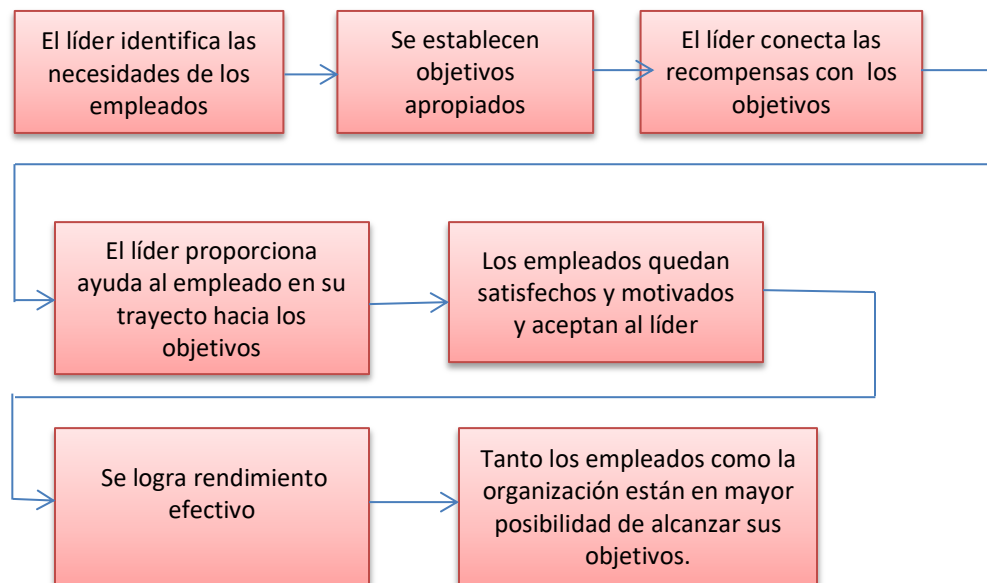 El líder identifica las
necesidades de los
empleados
Se establecen
objetivos
apropiados
El líder conecta las
recompensas con los
objetivos
El líder proporciona
ayuda al empleado en su
trayecto hacia los
objetivos
Los empleados quedan
satisfechos y motivados
y aceptan al líder
Se logra rendimiento
efectivo
Tanto los empleados como la
organización están en mayor
posibilidad de alcanzar sus
objetivos.